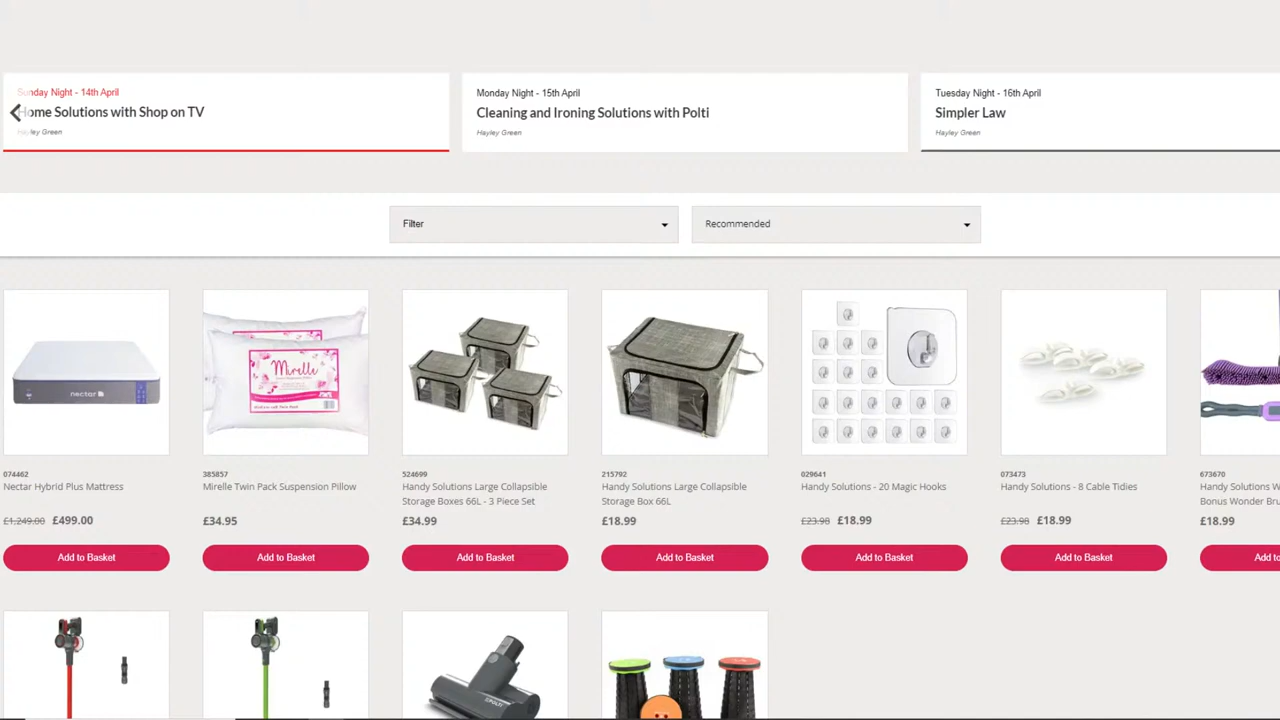 Sunday Night - 14th April
Home Solutions with Shop on TV
Hayley Green
Monday Night - 15th April
Cleaning and Ironing Solutions with Polti
Hayley Green
Tuesday Night - 16th April
Simpler Law
Hayley Green
Filter
Recommended
nectar
Mirelle
074462
Nectar Hybrid Plus Mattress
£1,249.00 £499.00
Add to Basket
385857
Mirelle Twin Pack Suspension Pillow
£34.95
Add to Basket
524699
Handy Solutions Large Collapsible
Storage Boxes 66L - 3 Piece Set
£34.99
Add to Basket
215792
Handy Solutions Large Collapsible
Storage Box 66L
£18.99
Add to Basket
029641
Handy Solutions - 20 Magic Hooks
£23.98 £18.99
Add to Basket
073473
Handy Solutions - 8 Cable Tidies
£23.98 £18.99
Add to Basket
673670
Handy Solutions W
Bonus Wonder Bru
£18.99
Add to
POLTI